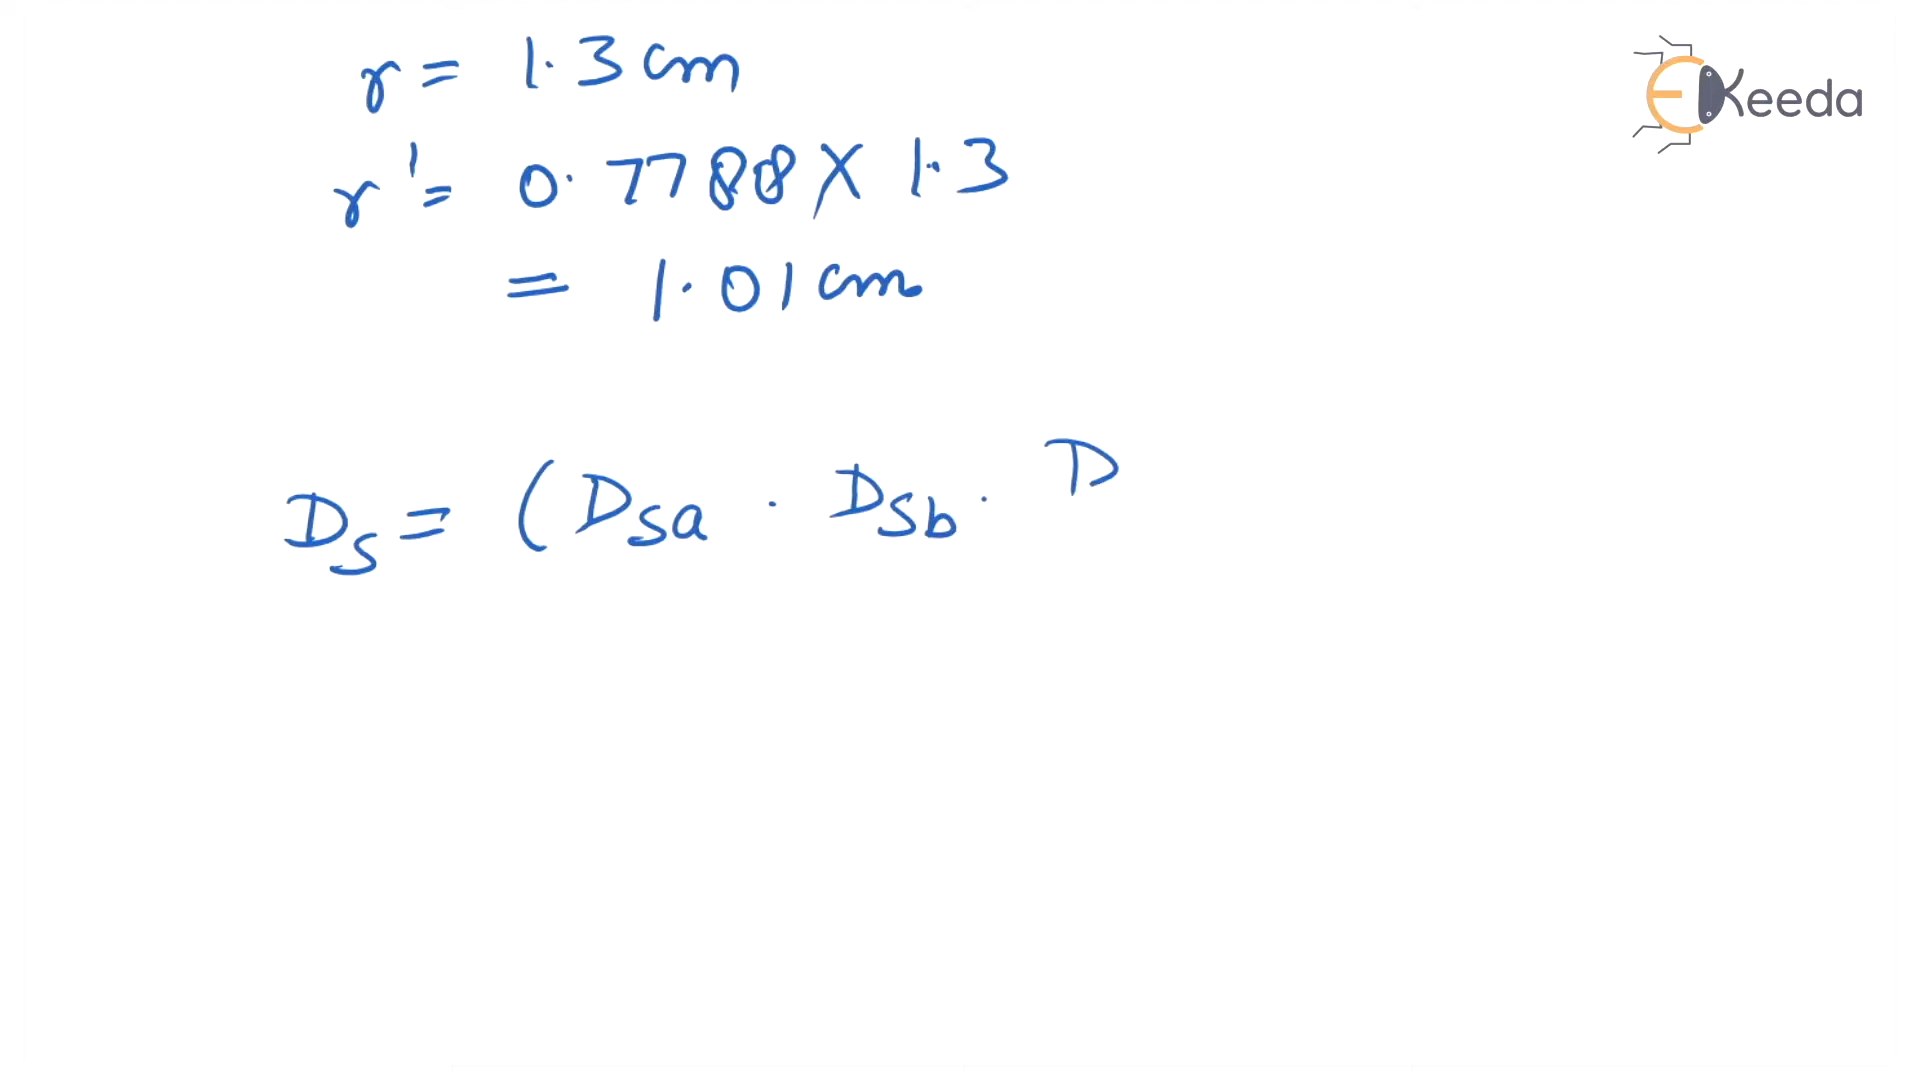 r = 1.3 cm
EKeeda
r' = 0.7788 X 1.3
= 1.01 cm
Ds = (Dsa . Dsb . D